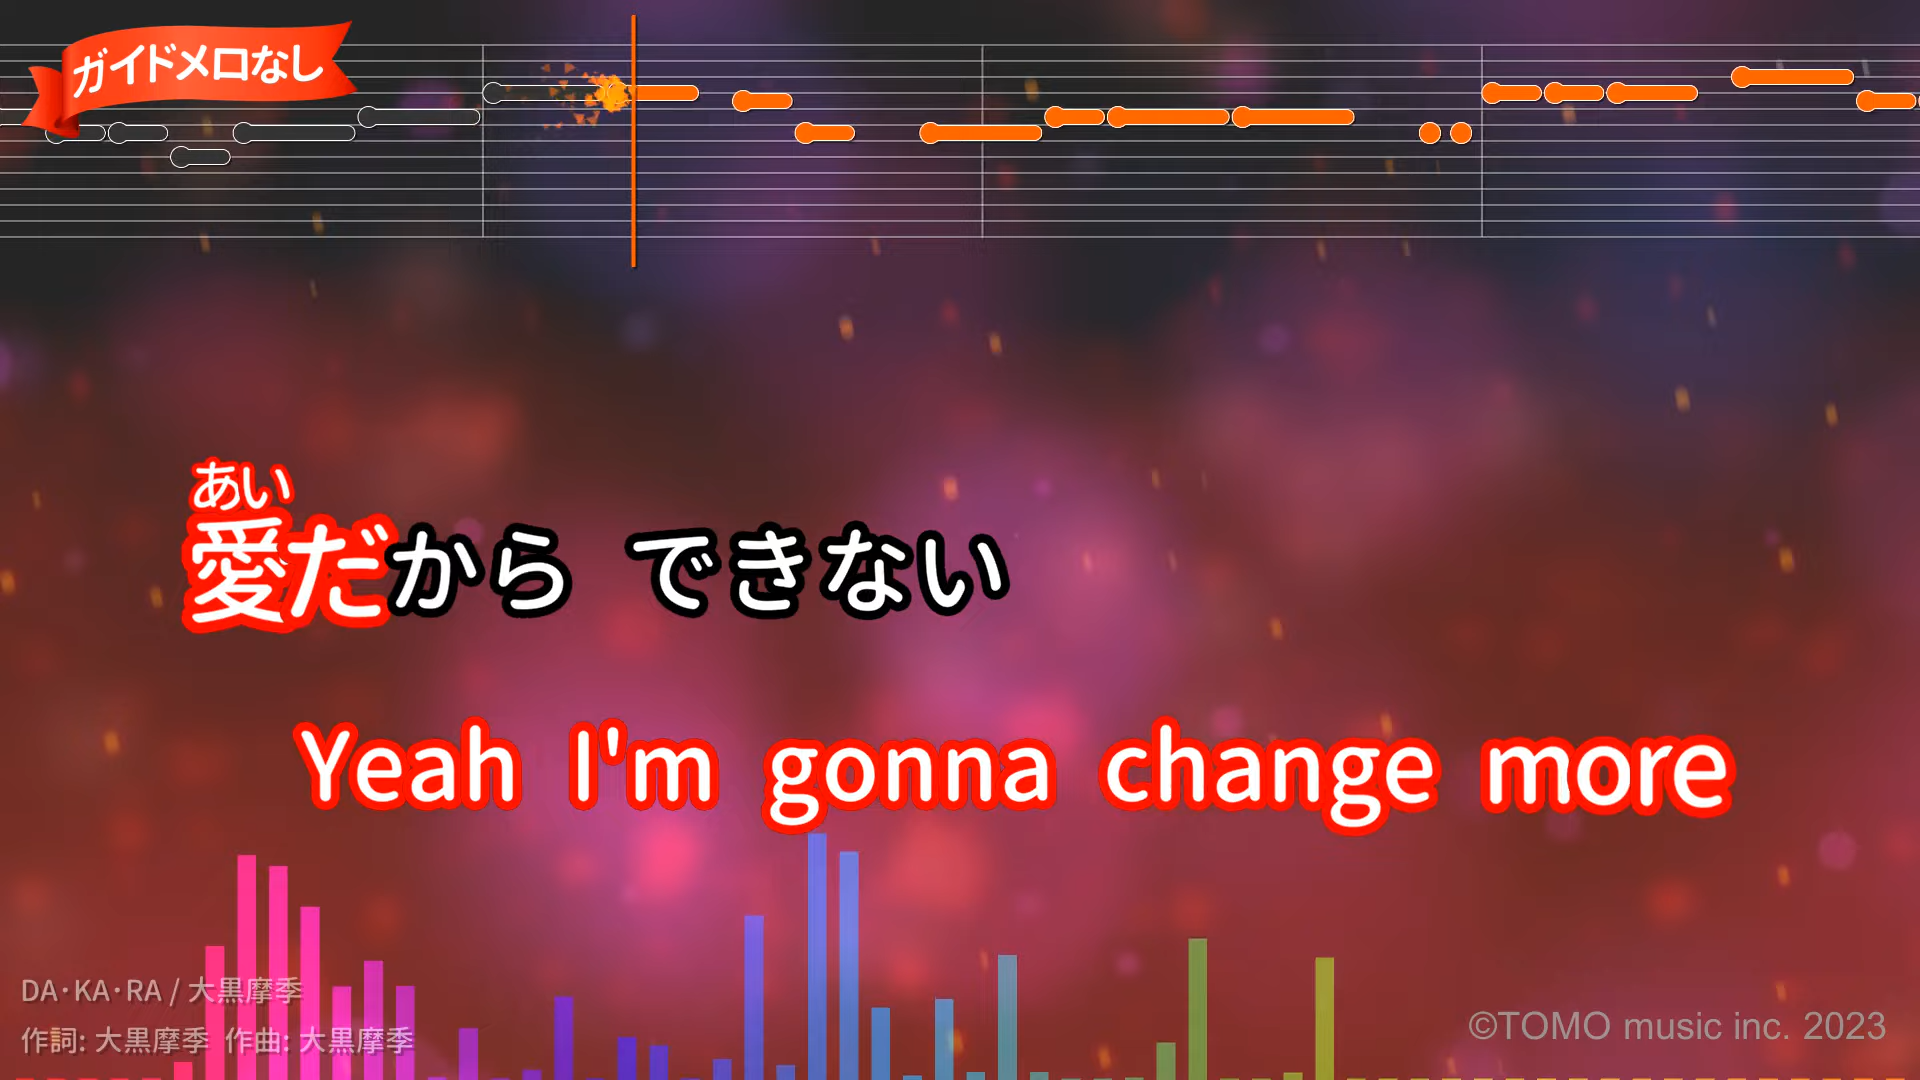 ガイドメロなし
あい
愛だから できない
Yeah I'm gonna change more
DA・KA・RA / 大黒摩季
作詞: 大黒摩季 作曲: 大黒摩季
©TOMO music inc. 2023